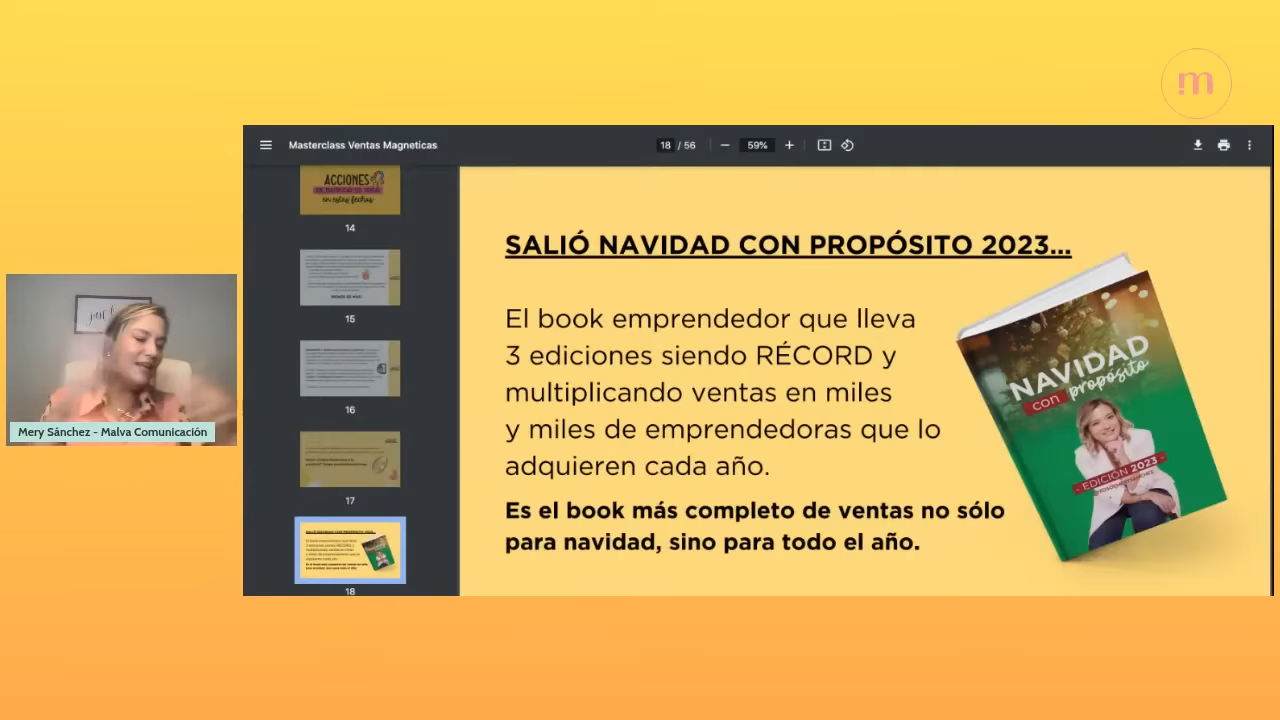 m
Masterclass Ventas Magneticas
18 / 56
59%
ACCIONES
en estas fechas
14
15
16
17
18
SALIÓ NAVIDAD CON PROPÓSITO 2023...
El book emprendedor que lleva
3 ediciones siendo RÉCORD y
multiplicando ventas en miles
y miles de emprendedoras que lo
adquieren cada año.
Es el book más completo de ventas no sólo
para navidad, sino para todo el año.
NAVIDAD
con propósito
- EDICIÓN 2023 -
Mery Sánchez - Malva Comunicación